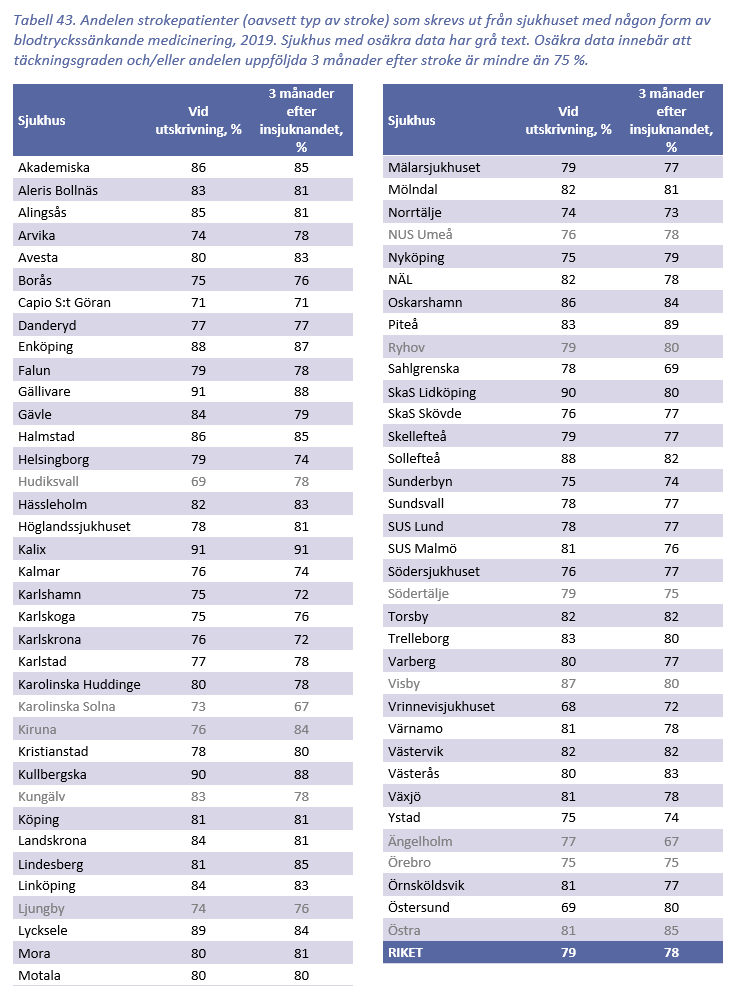 Tabell 43. Andelen strokepatienter (oavsett typ av stroke) som skrevs ut från sjukhuset med någon form av
blodtryckssänkande medicinering, 2019. Sjukhus med osäkra data har grå text. Osäkra data innebär att
täckningsgraden och/eller andelen uppföljda 3 månader efter stroke är mindre än 75 %.
Sjukhus Vid utskrivning, % 3 månader efter insjuknandet, %
Akademiska 86 85
Aleris Bollnäs 83 81
Alingsås 85 81
Arvika 74 78
Avesta 80 83
Borås 75 76
Capio S:t Göran 71 71
Danderyd 77 77
Enköping 88 87
Falun 79 78
Gällivare 91 88
Gävle 84 79
Halmstad 86 85
Helsingborg 79 74
Hudiksvall 69 78
Hässleholm 82 83
Höglandssjukhuset 78 81
Kalix 91 91
Kalmar 76 74
Karlshamn 75 72
Karlskoga 75 76
Karlskrona 76 72
Karlstad 77 78
Karolinska Huddinge 80 78
Karolinska Solna 73 67
Kiruna 76 84
Kristianstad 78 80
Kullbergska 90 88
Kungälv 83 78
Köping 81 81
Landskrona 84 81
Lindesberg 81 85
Linköping 84 83
Ljungby 74 76
Lycksele 89 84
Mora 80 81
Motala 80 80
Sjukhus Vid utskrivning, % 3 månader efter insjuknandet, %
Mälarsjukhuset 79 77
Mölndal 82 81
Norrtälje 74 73
NUS Umeå 76 78
Nyköping 75 79
NÄL 82 78
Oskarshamn 86 84
Piteå 83 89
Ryhov 79 80
Sahlgrenska 78 69
SkaS Lidköping 90 80
SkaS Skövde 76 77
Skellefteå 79 77
Sollefteå 88 82
Sunderbyn 75 74
Sundsvall 78 77
SUS Lund 78 77
SUS Malmö 81 76
Södersjukhuset 76 77
Södertälje 79 75
Torsby 82 82
Trelleborg 83 80
Varberg 80 77
Visby 87 80
Vrinnevisjukhuset 68 72
Värnamo 81 78
Västervik 82 82
Västerås 80 83
Växjö 81 78
Ystad 75 74
Ängelholm 77 67
Örebro 75 75
Örnsköldsvik 81 77
Östersund 69 80
Östra 81 85
RIKET 79 78